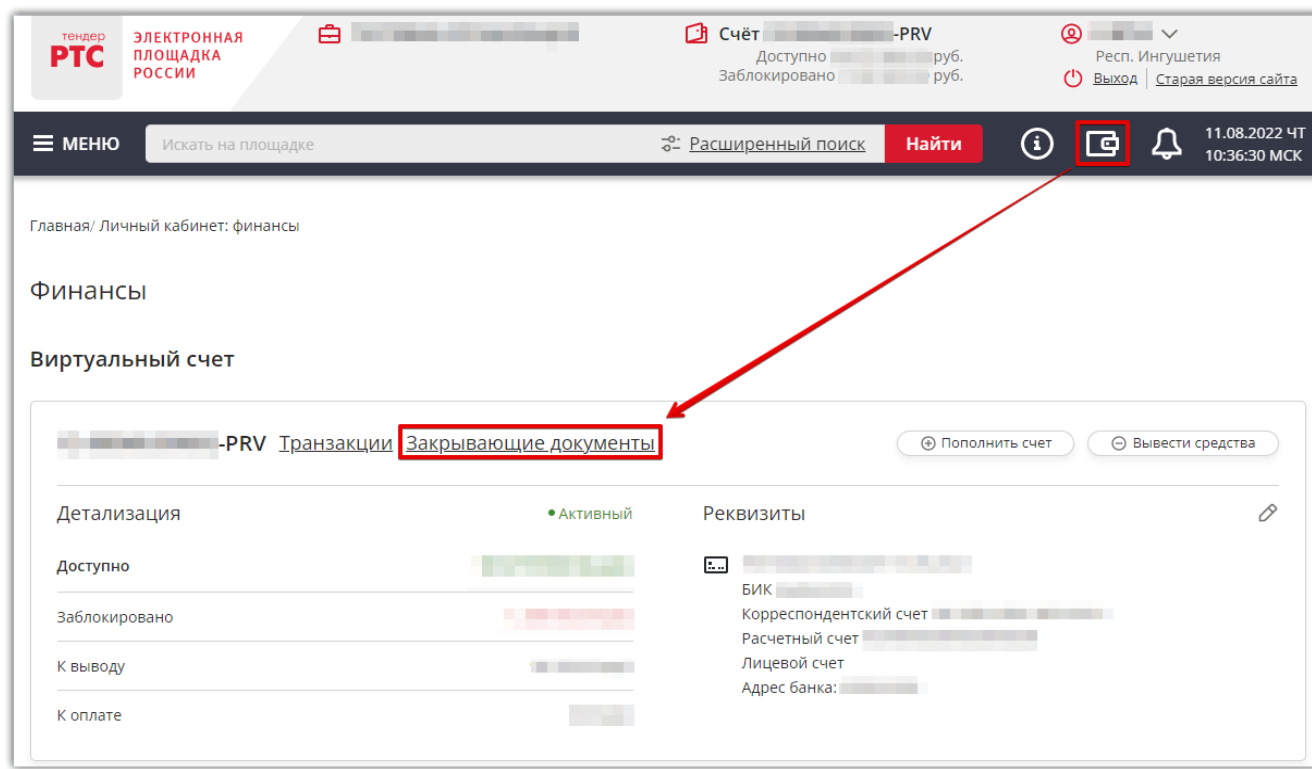 тендер
РТС
ЭЛЕКТРОННАЯ
ПЛОЩАДКА
РОССИИ
Счёт -PRV
Доступно руб.
Заблокировано руб.
Респ. Ингушетия
Выход Старая версия сайта
МЕНЮ Искать на площадке Расширенный поиск Найти
11.08.2022 ЧТ
10:36:30 МСК
Главная/ Личный кабинет: финансы
Финансы
Виртуальный счет
-PRV Транзакции Закрывающие документы Пополнить счет Вывести средства
Детализация Активный
Доступно
Заблокировано
К выводу
К оплате
Реквизиты
БИК
Корреспондентский счет
Расчетный счет
Лицевой счет
Адрес банка: